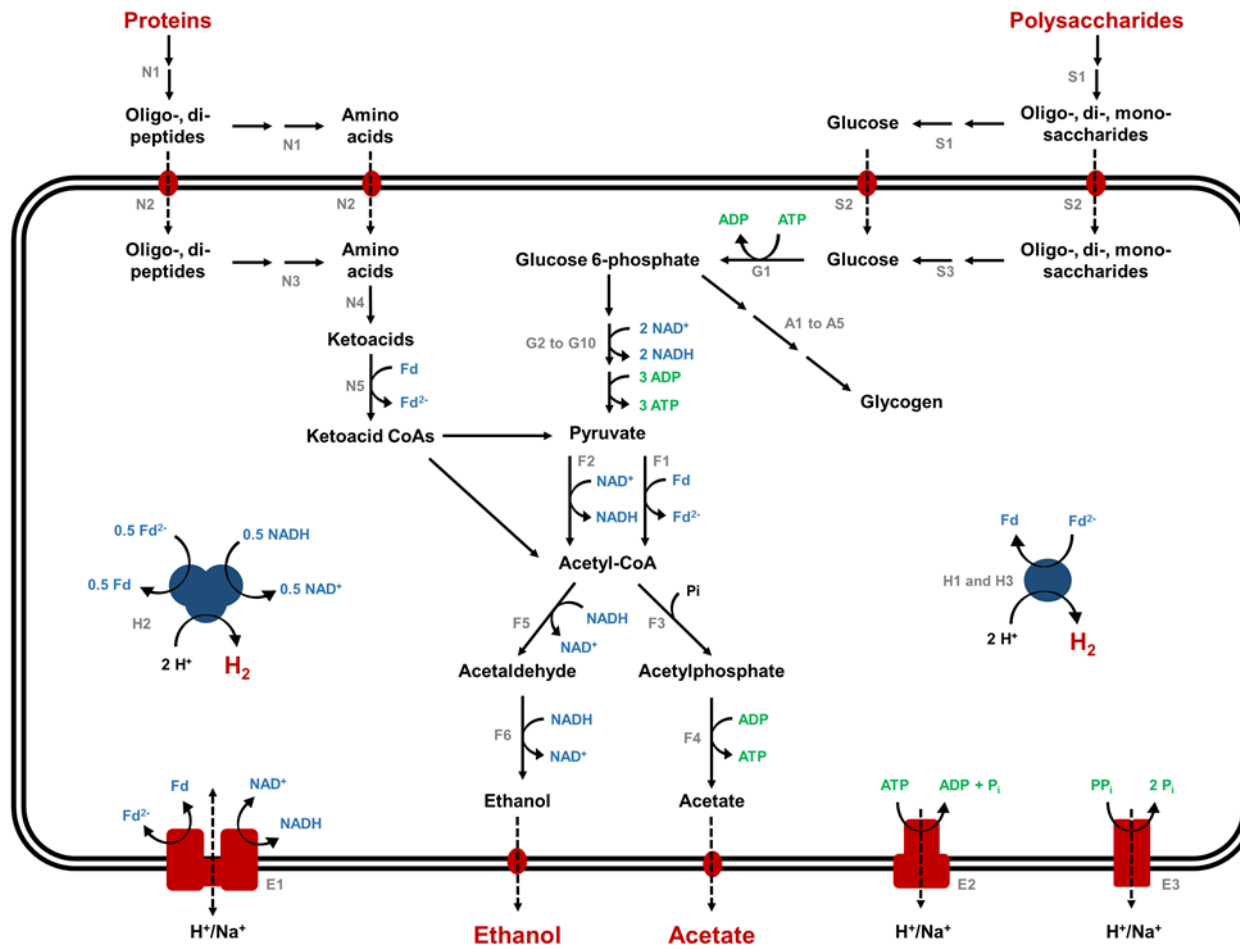 Proteins
Polysaccharides
N1
S1
Oligo-, di-
peptides
N1
Amino
acids
Glucose
S1
Oligo-, di-, mono-
saccharides
N2
N2
S2
S2
Oligo-, di-
peptides
N3
Amino
acids
Glucose 6-phosphate
ADP
ATP
G1
Glucose
S3
Oligo-, di-, mono-
saccharides
N4
Ketoacids
G2 to G10
2 NAD⁺
2 NADH
3 ADP
3 ATP
A1 to A5
Glycogen
N5
Fd
Fd²⁻
Ketoacid CoAs
Pyruvate
F2
NAD⁺
NADH
F1
Fd
Fd²⁻
Acetyl-CoA
0.5 Fd²⁻
0.5 NADH
0.5 Fd
0.5 NAD⁺
H2
2 H⁺
H₂
Fd
Fd²⁻
H1 and H3
2 H⁺
H₂
F5
NADH
NAD⁺
F3
Pi
Acetaldehyde
Acetylphosphate
F6
NADH
NAD⁺
F4
ADP
ATP
Ethanol
Acetate
Fd²⁻
Fd
NAD⁺
NADH
E1
ATP
ADP + Pᵢ
E2
PPᵢ
2 Pᵢ
E3
H⁺/Na⁺
Ethanol
Acetate
H⁺/Na⁺
H⁺/Na⁺